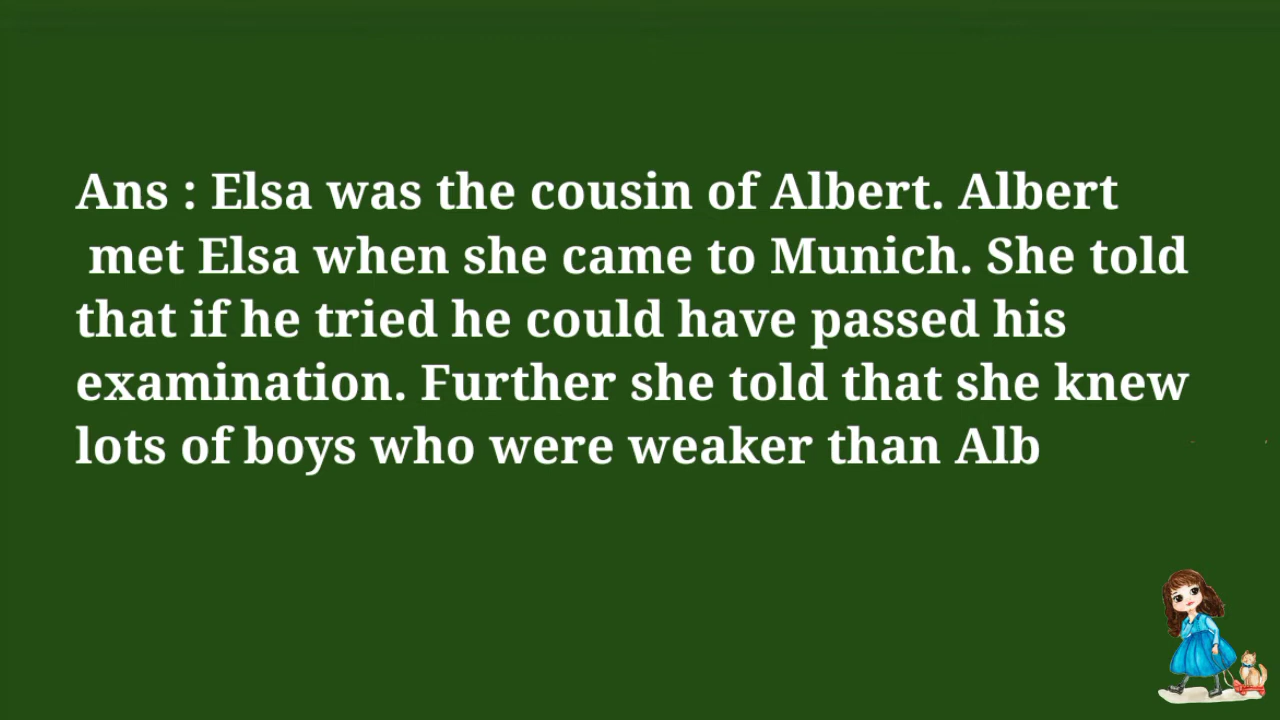 Ans : Elsa was the cousin of Albert. Albert
met Elsa when she came to Munich. She told
that if he tried he could have passed his
examination. Further she told that she knew
lots of boys who were weaker than Alb